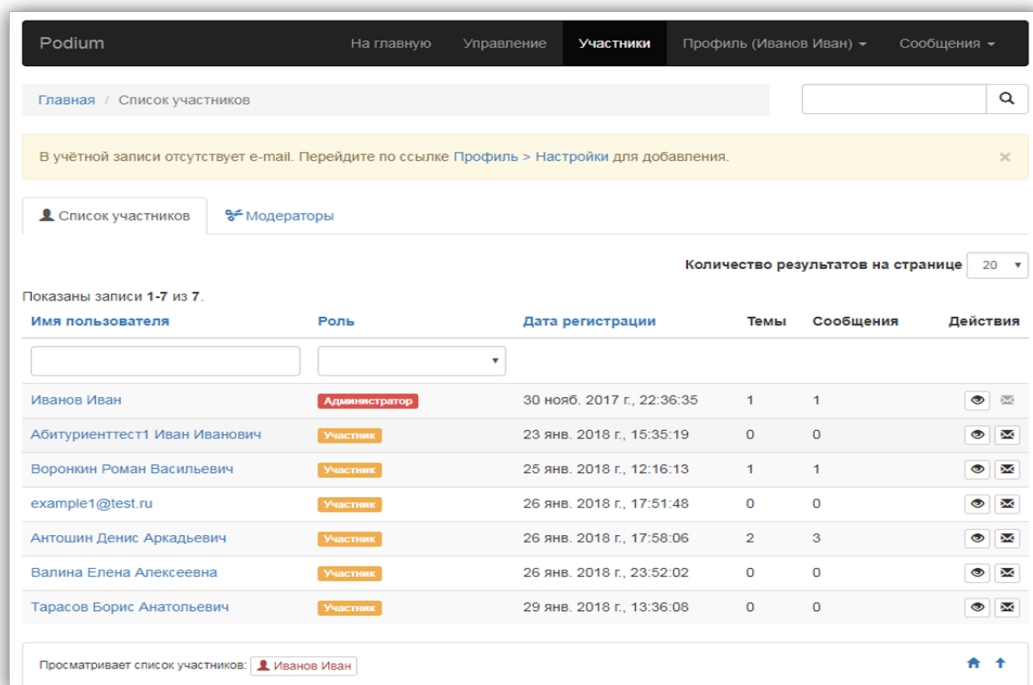 Podium На главную Управление Участники Профиль (Иванов Иван) Сообщения
Главная / Список участников
В учётной записи отсутствует e-mail. Перейдите по ссылке Профиль > Настройки для добавления. ×
Список участников Модераторы
Количество результатов на странице 20
Показаны записи 1-7 из 7.
Имя пользователя Роль Дата регистрации Темы Сообщения Действия
Иванов Иван Администратор 30 нояб. 2017 г., 22:36:35 1 1
Абитуриенттест1 Иван Иванович Участник 23 янв. 2018 г., 15:35:19 0 0
Воронкин Роман Васильевич Участник 25 янв. 2018 г., 12:16:13 1 1
example1@test.ru Участник 26 янв. 2018 г., 17:51:48 0 0
Антошин Денис Аркадьевич Участник 26 янв. 2018 г., 17:58:06 2 3
Валина Елена Алексеевна Участник 26 янв. 2018 г., 23:52:02 0 0
Тарасов Борис Анатольевич Участник 29 янв. 2018 г., 13:36:08 0 0
Просматривает список участников: Иванов Иван